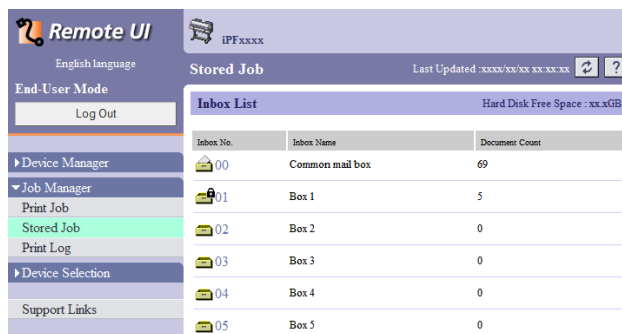 Remote UI
iPFxxxx
English language
Stored Job
Last Updated :xxxx/xx/xx xx:xx:xx
?
End-User Mode
Log Out
Inbox List
Hard Disk Free Space : xx.xGB
Inbox No.
Inbox Name
Document Count
Device Manager
00
Common mail box
69
Job Manager
01
Box 1
5
Print Job
Stored Job
02
Box 2
0
Print Log
03
Box 3
0
Device Selection
04
Box 4
0
Support Links
05
Box 5
0